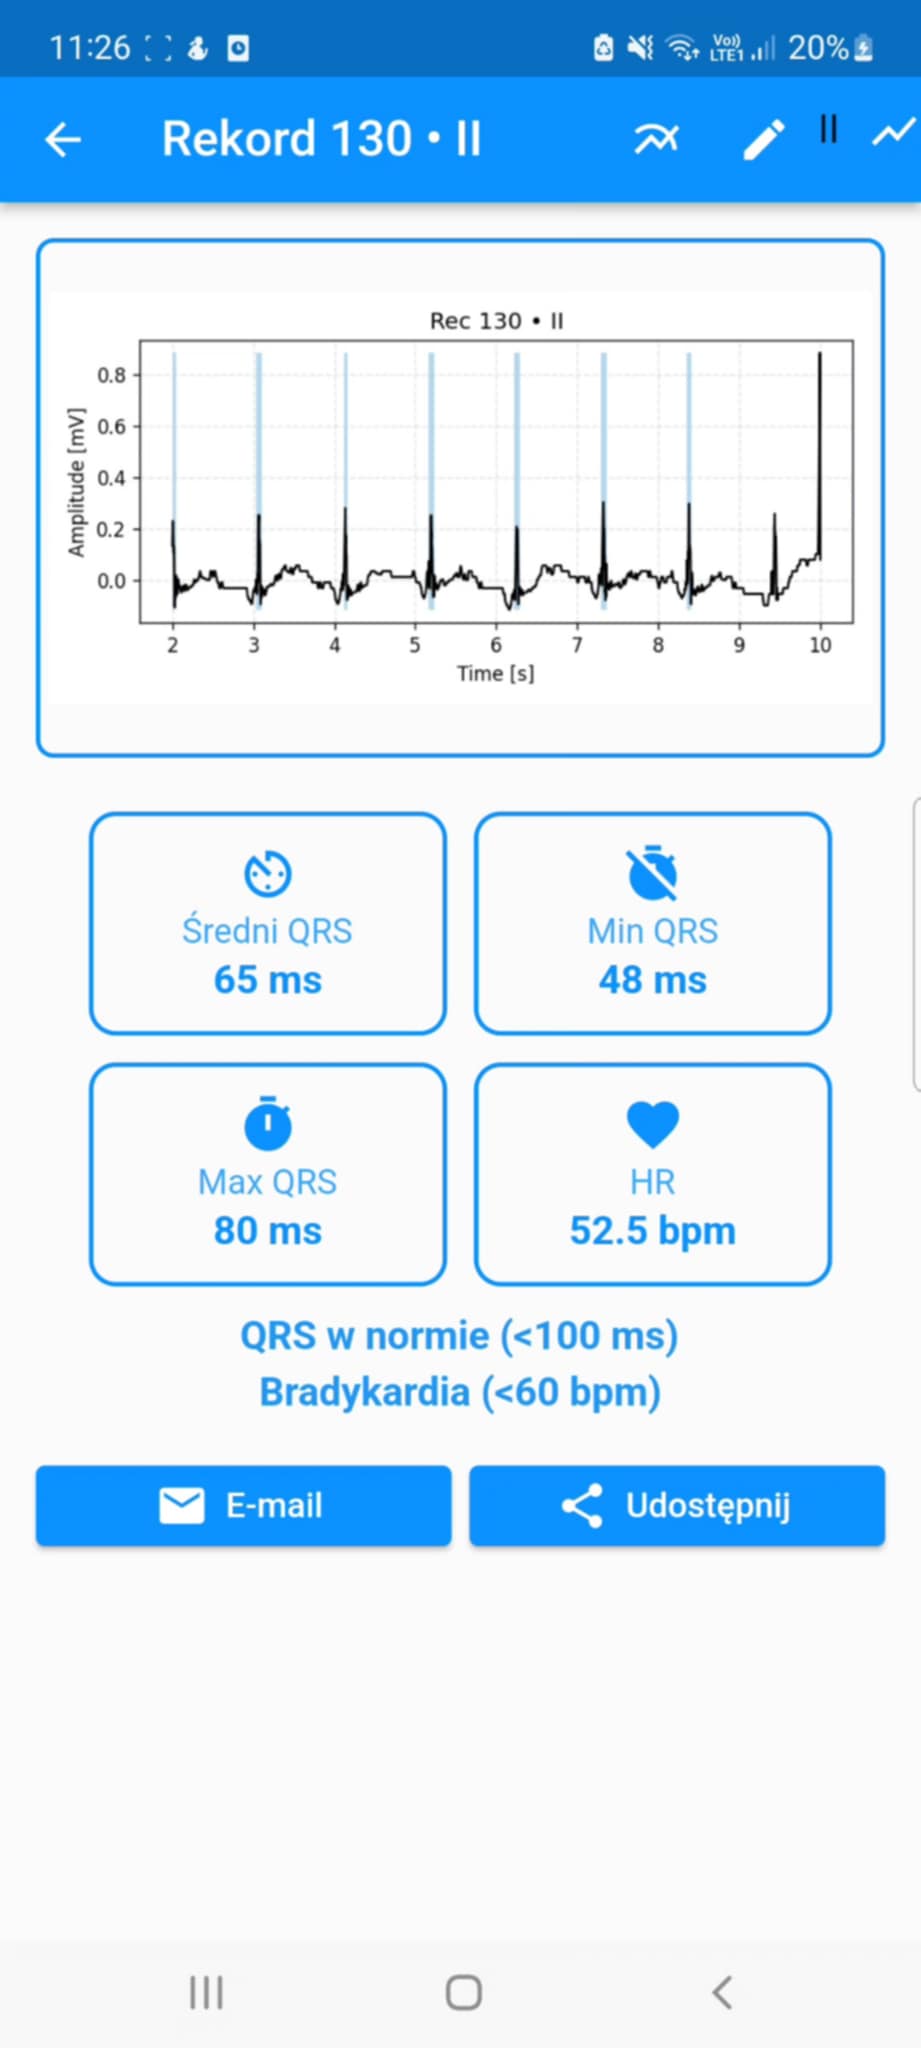 11:26
Vo)) LTE1 20%
Rekord 130 • II
II
Rec 130 • II
Amplitude [mV]
0.8
0.6
0.4
0.2
0.0
2 3 4 5 6 7 8 9 10
Time [s]
Średni QRS
65 ms
Min QRS
48 ms
Max QRS
80 ms
HR
52.5 bpm
QRS w normie (<100 ms)
Bradykardia (<60 bpm)
E-mail
Udostępnij